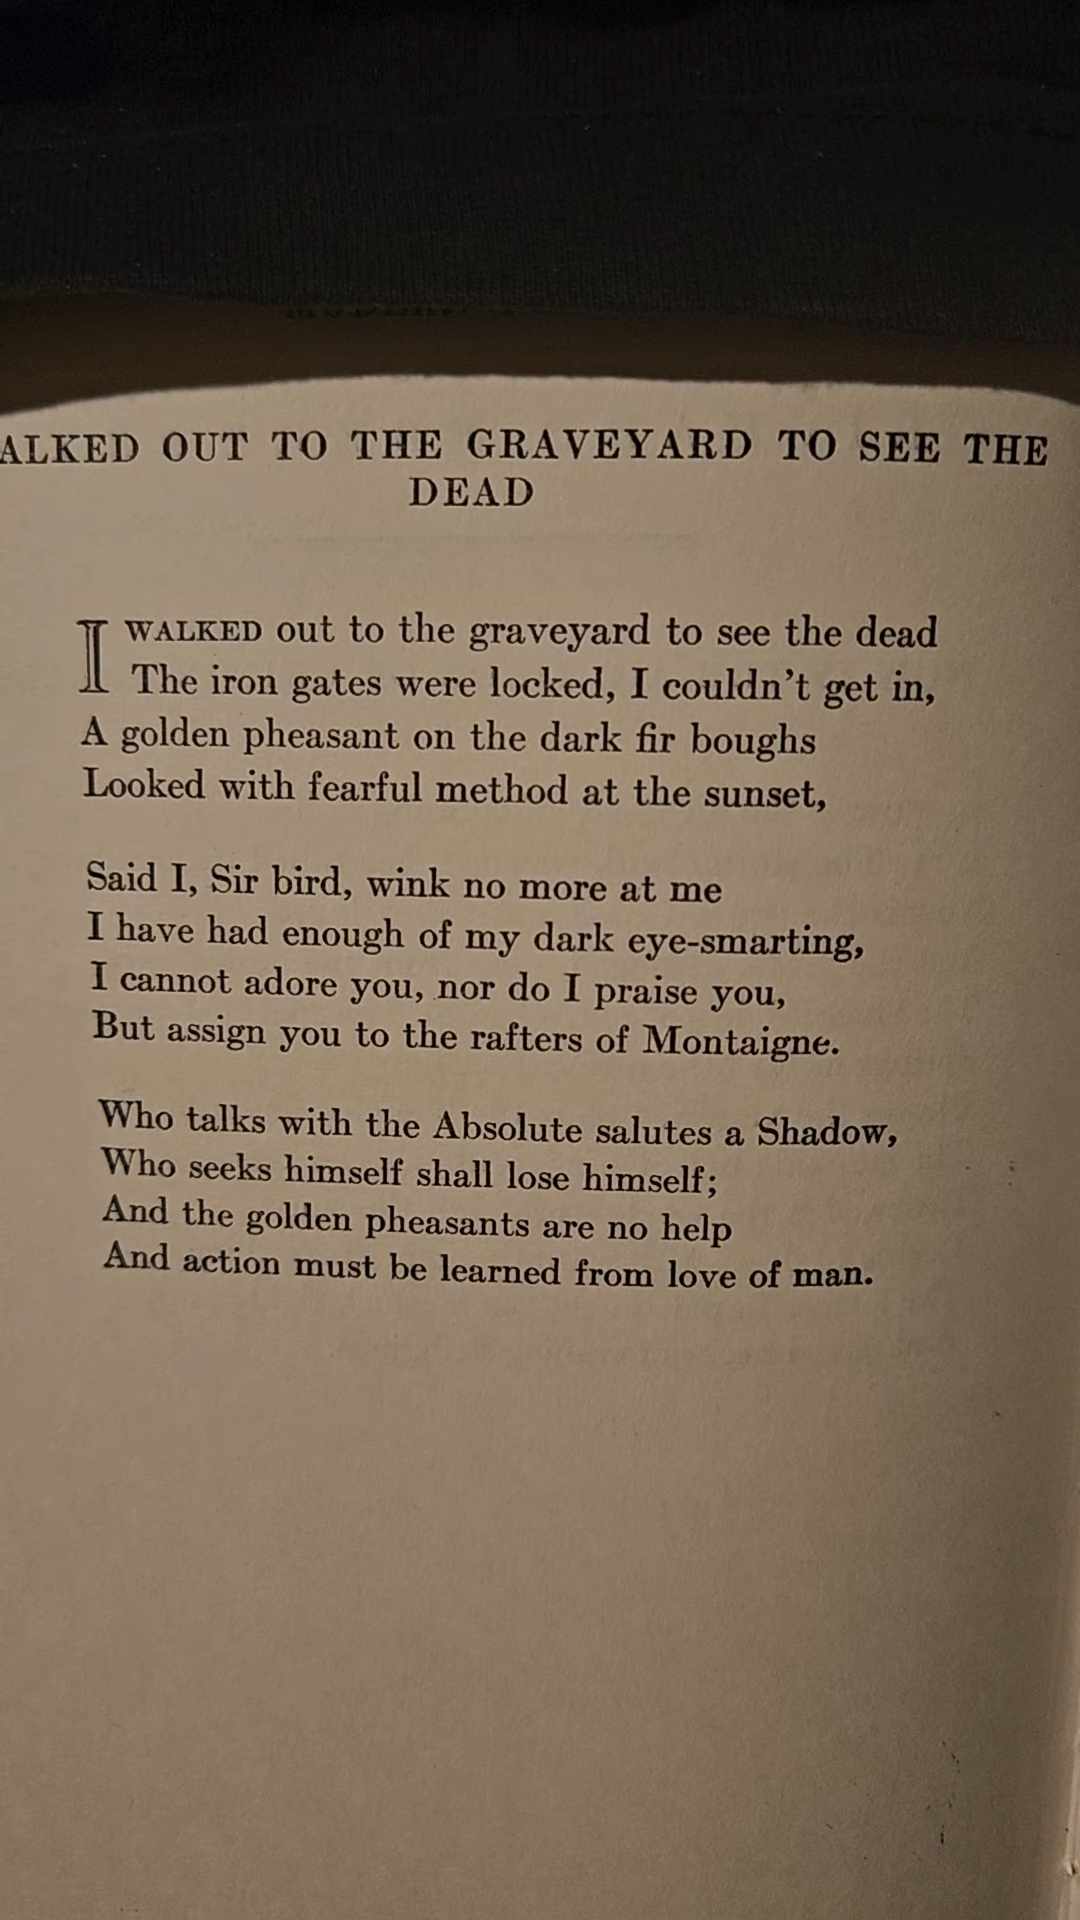 ALKED OUT TO THE GRAVEYARD TO SEE THE
DEAD
I WALKED out to the graveyard to see the dead
The iron gates were locked, I couldn't get in,
A golden pheasant on the dark fir boughs
Looked with fearful method at the sunset,
Said I, Sir bird, wink no more at me
I have had enough of my dark eye-smarting,
I cannot adore you, nor do I praise you,
But assign you to the rafters of Montaigne.
Who talks with the Absolute salutes a Shadow,
Who seeks himself shall lose himself;
And the golden pheasants are no help
And action must be learned from love of man.